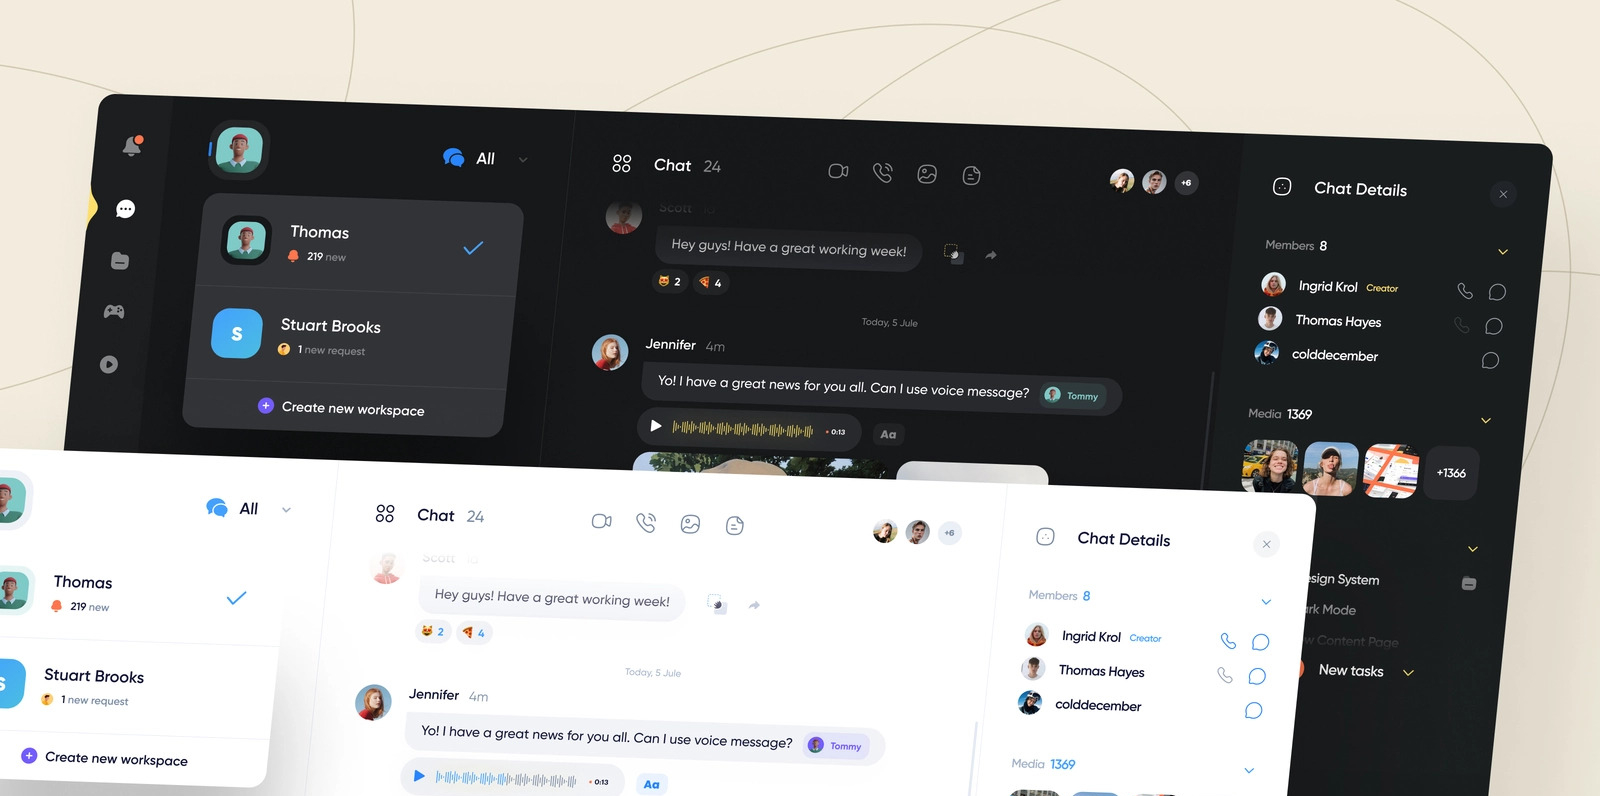 All
Chat 24
+6
Chat Details
Thomas
219 new
Stuart Brooks
1 new request
Create new workspace
S
Scott
Hey guys! Have a great working week!
2
4
Today, 5 Jule
Jennifer 4m
Yo! I have a great news for you all. Can I use voice message?
Tommy
0:13
Aa
Members 8
Ingrid Krol Creator
Thomas Hayes
colddecember
Media 1369
+1366
esign System
rk Mode
w Content Page
New tasks
All
Chat 24
+6
Chat Details
Thomas
219 new
Stuart Brooks
1 new request
Create new workspace
S
Scott
Hey guys! Have a great working week!
2
4
Today, 5 Jule
Jennifer 4m
Yo! I have a great news for you all. Can I use voice message?
Tommy
0:13
Aa
Members 8
Ingrid Krol Creator
Thomas Hayes
colddecember
Media 1369